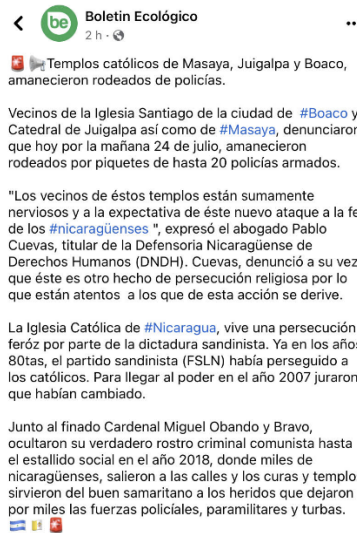 be
Boletin Ecológico
2 h
Templos católicos de Masaya, Juigalpa y Boaco,
amanecieron rodeados de policías.
Vecinos de la Iglesia Santiago de la ciudad de #Boaco y
Catedral de Juigalpa así como de #Masaya, denunciaron
que hoy por la mañana 24 de julio, amanecieron
rodeados por piquetes de hasta 20 policías armados.
"Los vecinos de éstos templos están sumamente
nerviosos y a la expectativa de éste nuevo ataque a la fe
de los #nicaragüenses ", expresó el abogado Pablo
Cuevas, titular de la Defensoria Nicaragüense de
Derechos Humanos (DNDH). Cuevas, denunció a su vez
que éste es otro hecho de persecución religiosa por lo
que están atentos a los que de esta acción se derive.
La Iglesia Católica de #Nicaragua, vive una persecución
feróz por parte de la dictadura sandinista. Ya en los años
80tas, el partido sandinista (FSLN) había perseguido a
los católicos. Para llegar al poder en el año 2007 juraron
que habían cambiado.
Junto al finado Cardenal Miguel Obando y Bravo,
ocultaron su verdadero rostro criminal comunista hasta
el estallido social en el año 2018, donde miles de
nicaragüenses, salieron a las calles y los curas y templo
sirvieron del buen samaritano a los heridos que dejaron
por miles las fuerzas policíales, paramilitares y turbas.